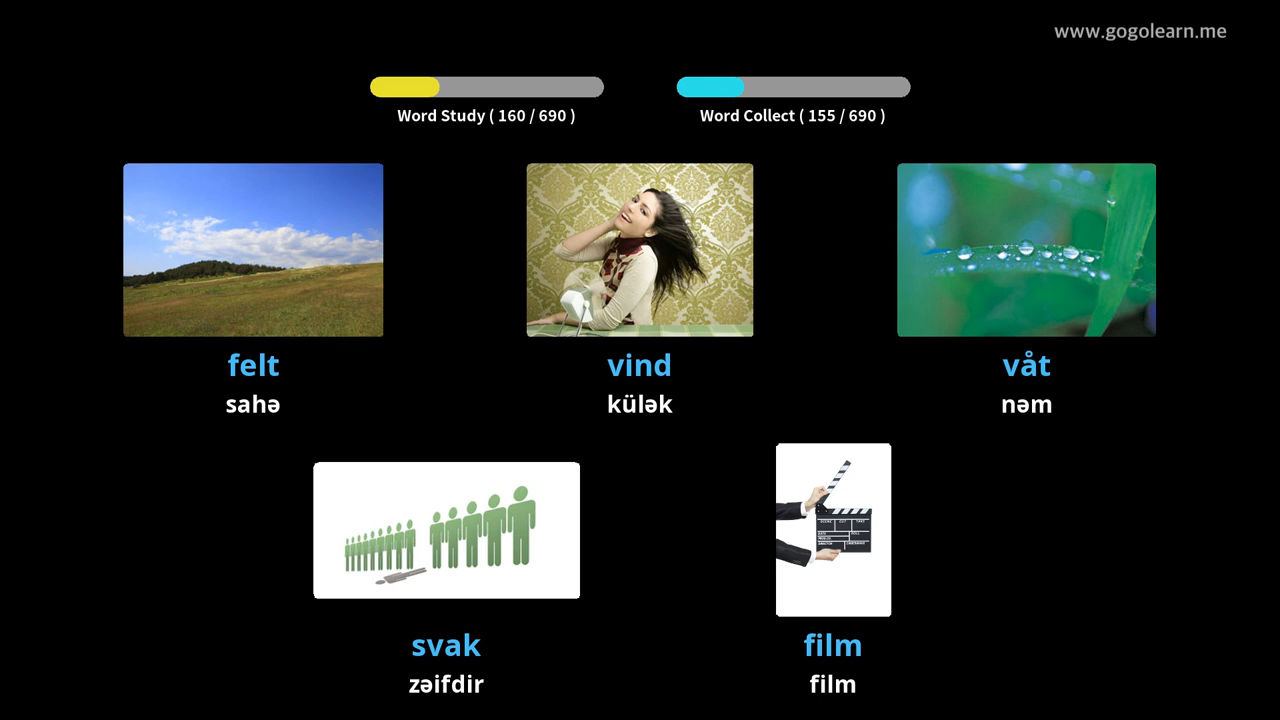 www.gogolearn.me
Word Study ( 160 / 690 )
Word Collect ( 155 / 690 )
felt
sahə
vind
külək
våt
nəm
svak
zəifdir
film
film